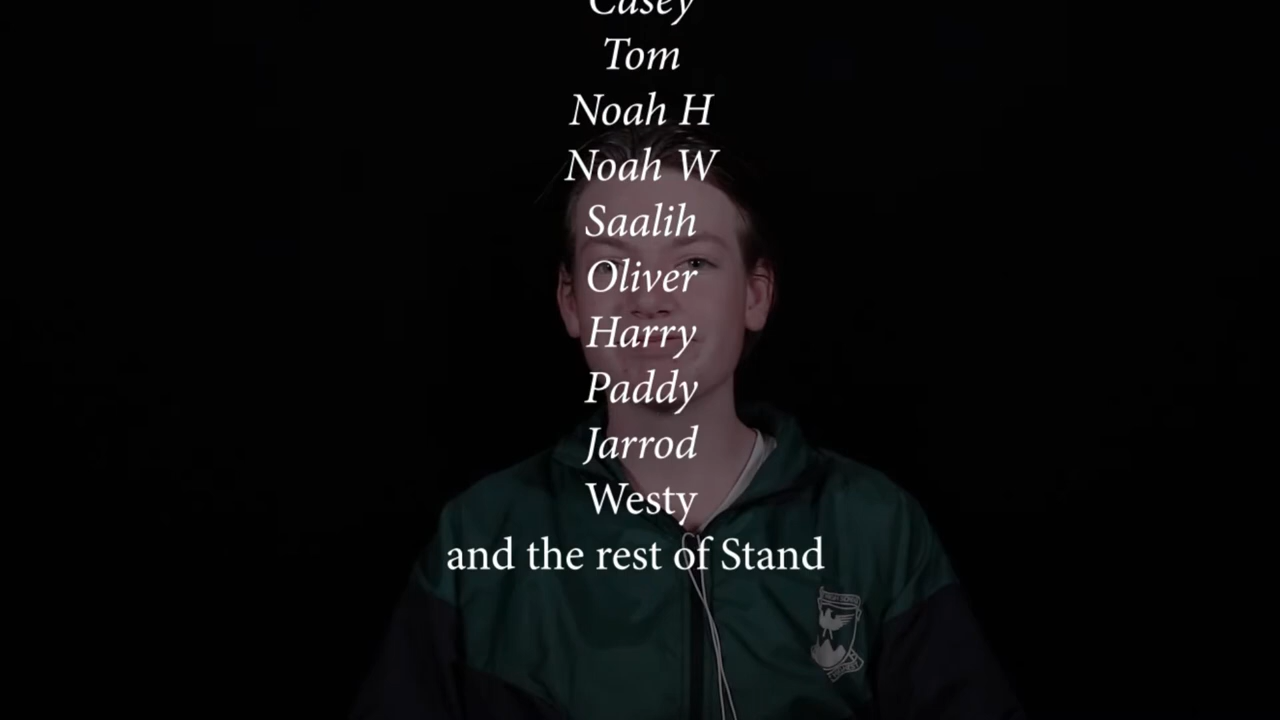 Casey
Tom
Noah H
Noah W
Saalih
Oliver
Harry
Paddy
Jarrod
Westy
and the rest of Stand